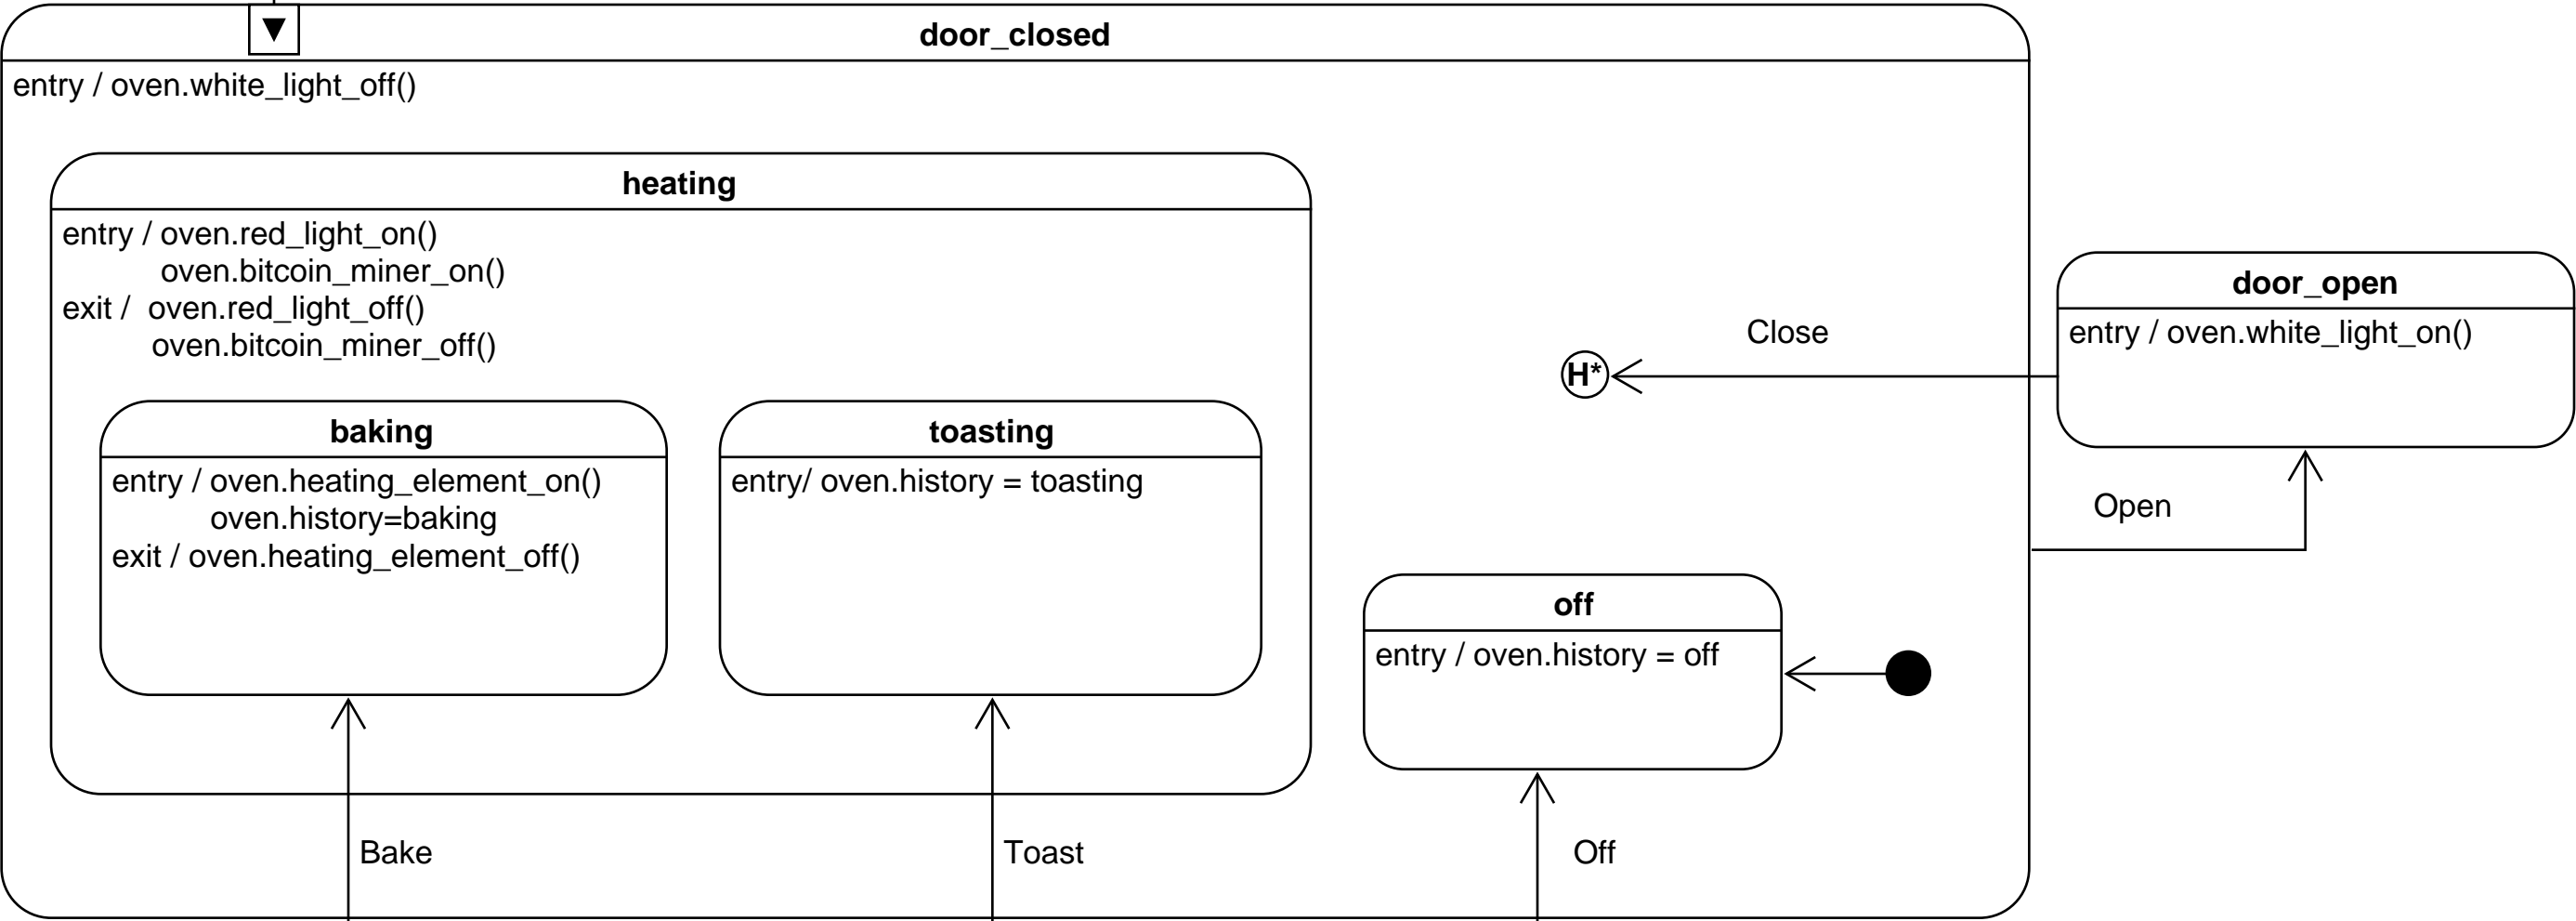 door_closed
entry / oven.white_light_off()
heating
entry / oven.red_light_on()
oven.bitcoin_miner_on()
exit /  oven.red_light_off()
oven.bitcoin_miner_off()
baking
entry / oven.heating_element_on()
oven.history=baking
exit / oven.heating_element_off()
toasting
entry/ oven.history = toasting
H*
Close
door_open
entry / oven.white_light_on()
Open
off
entry / oven.history = off
Bake
Toast
Off